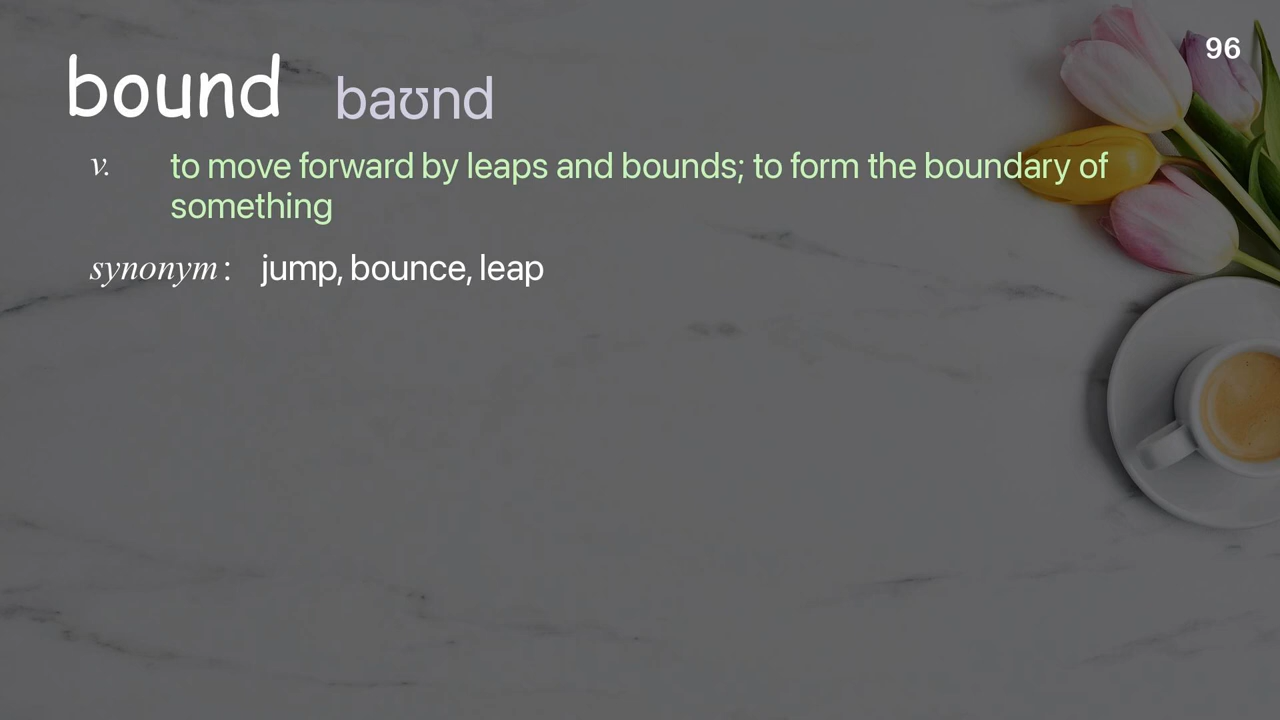 96
bound baʊnd
v. to move forward by leaps and bounds; to form the boundary of
something
synonym: jump, bounce, leap